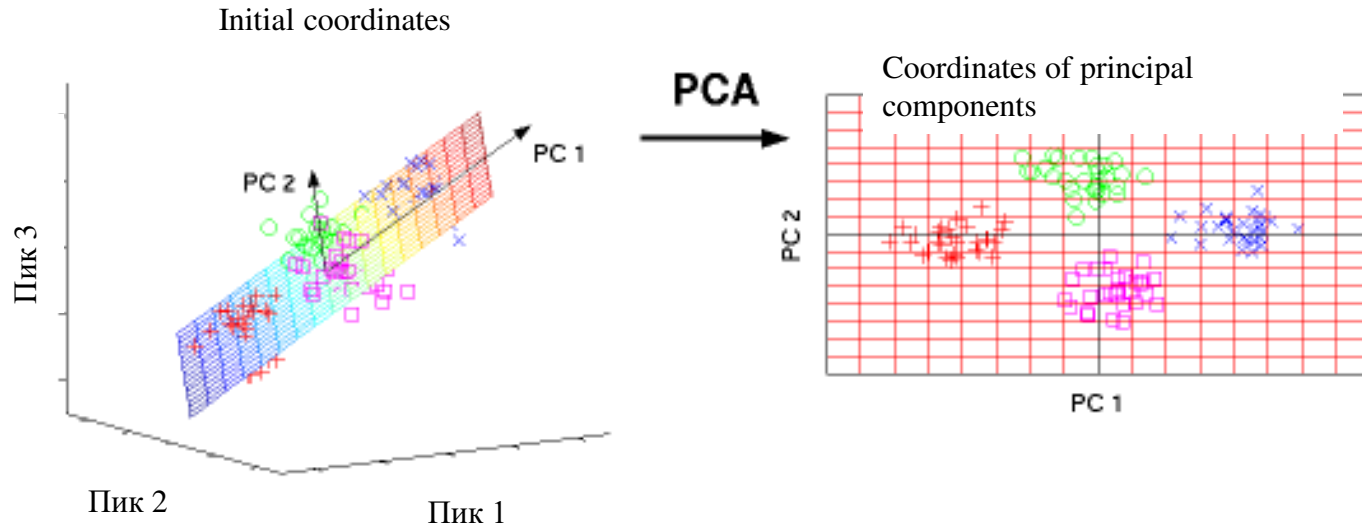 Initial coordinates
PCA
Coordinates of principal
components
PC 1
PC 2
Пик 3
PC 2
PC 1
Пик 2
Пик 1